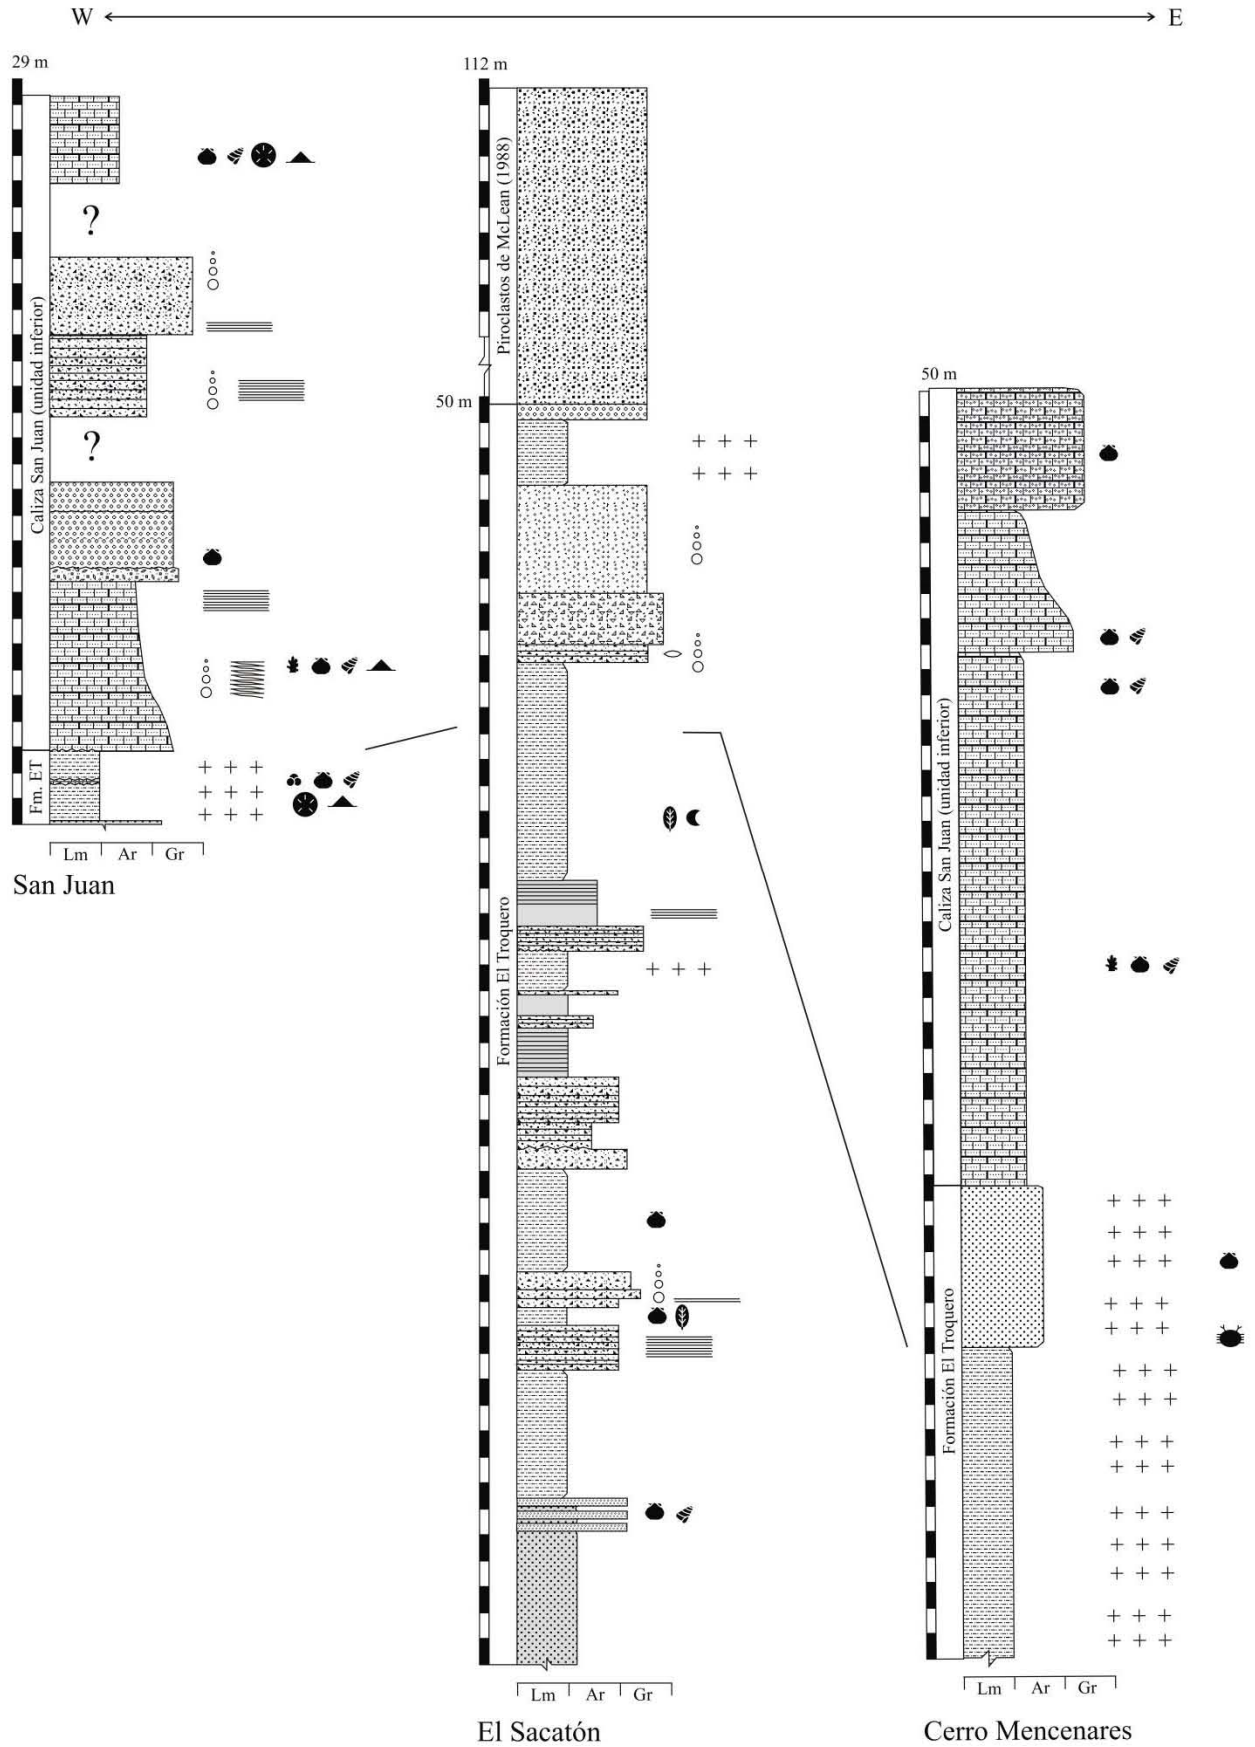 W E
29 m
112 m
Caliza San Juan (unidad inferior)
?
?
Fm. ET
Lm Ar Gr
San Juan
Piroclastos de McLean (1988)
50 m
Formación El Troquero
Lm Ar Gr
El Sacatón
50 m
Caliza San Juan (unidad inferior)
Formación El Troquero
Lm Ar Gr
Cerro Mencenares